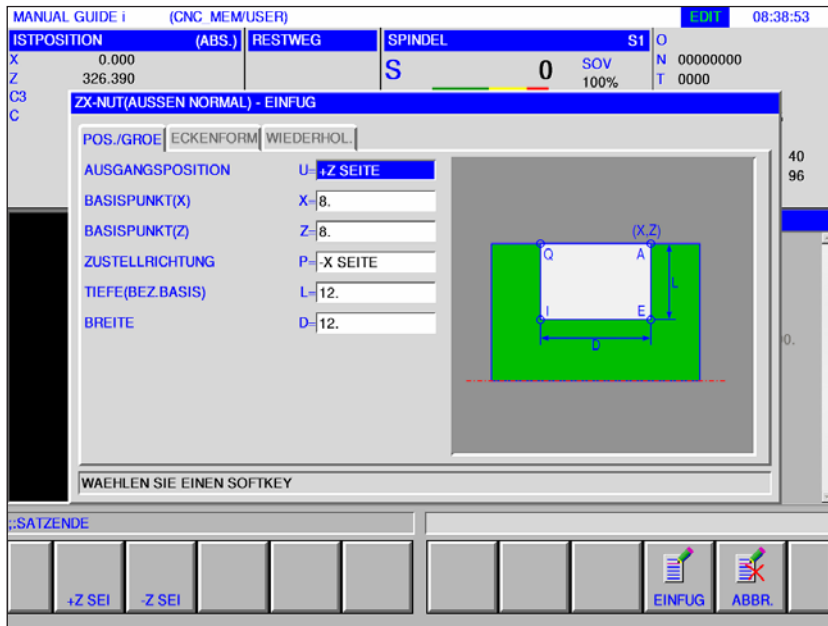 MANUAL GUIDE i (CNC_MEM/USER) EDIT 08:38:53
ISTPOSITION (ABS.) RESTWEG SPINDEL S1 O
X 0.000 S 0 SOV N 00000000
Z 326.390 100% T 0000
C3
C
ZX-NUT(AUSSEN NORMAL) - EINFUG
POS./GROE ECKENFORM WIEDERHOL.
AUSGANGSPOSITION U= +Z SEITE
BASISPUNKT(X) X= 8.
BASISPUNKT(Z) Z= 8.
ZUSTELLRICHTUNG P= -X SEITE
TIEFE(BEZ.BASIS) L= 12.
BREITE D= 12.
(X,Z)
Q A
L
I E
D
40
96
0.
WAEHLEN SIE EINEN SOFTKEY
;:SATZENDE
+Z SEI -Z SEI EINFUG ABBR.